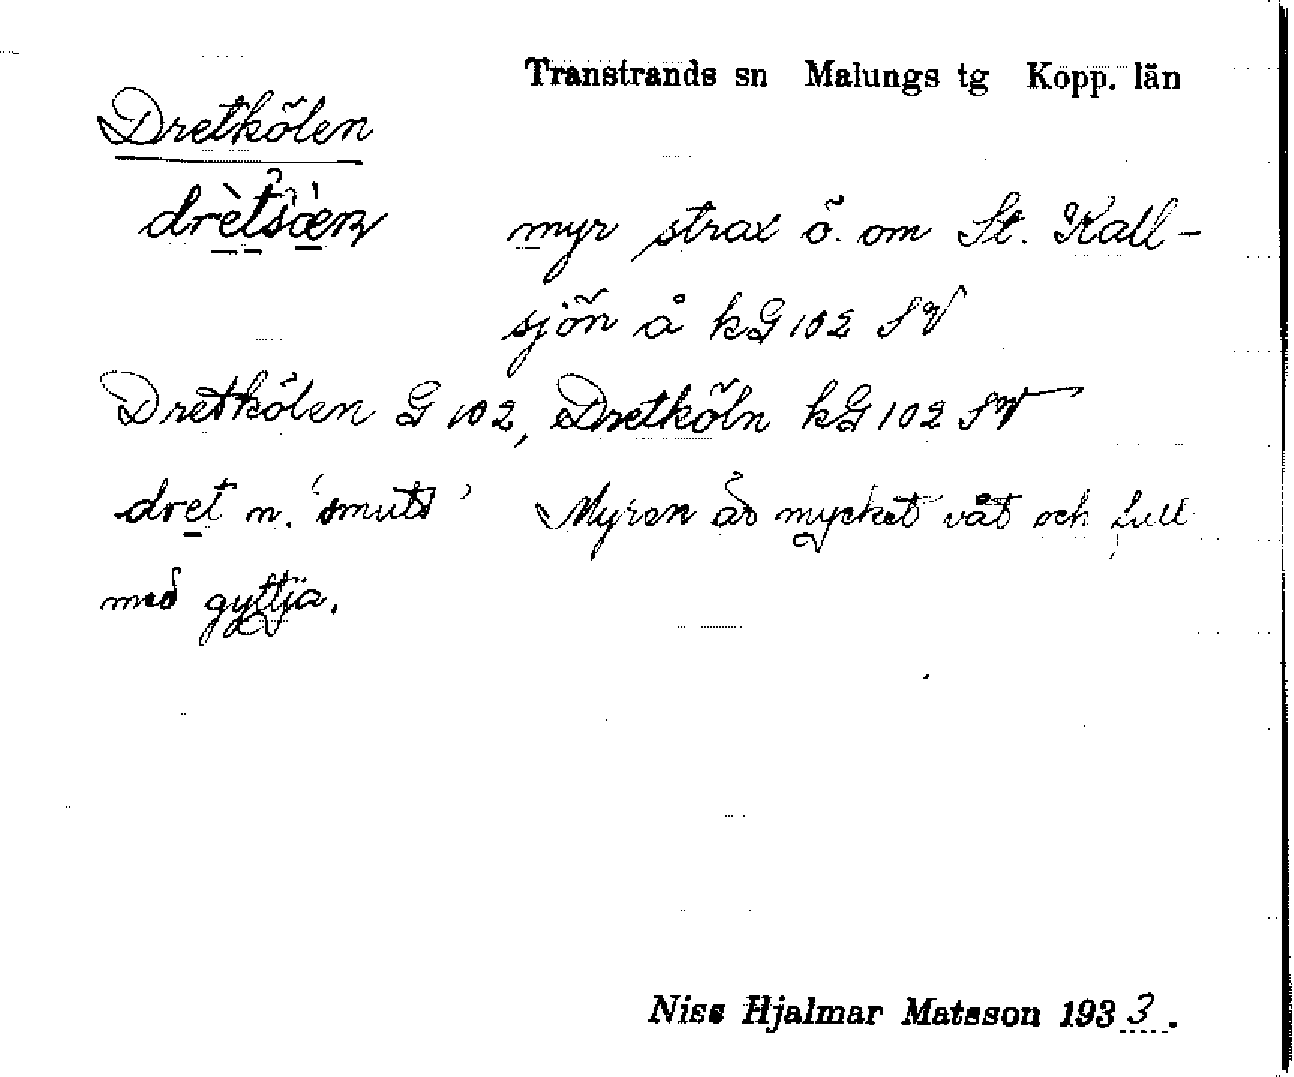 Transtrands sn Malungs tg Kopp. län
Dretkölen
myr strax ö. om St. Kall-
sjön å kG 102 SV
Dretkölen G 102, Dretköln kG 102 SV
dret n. 'smuts' Myren är mycket våt och full
med gyttja.
Niss Hjalmar Matsson 1933.